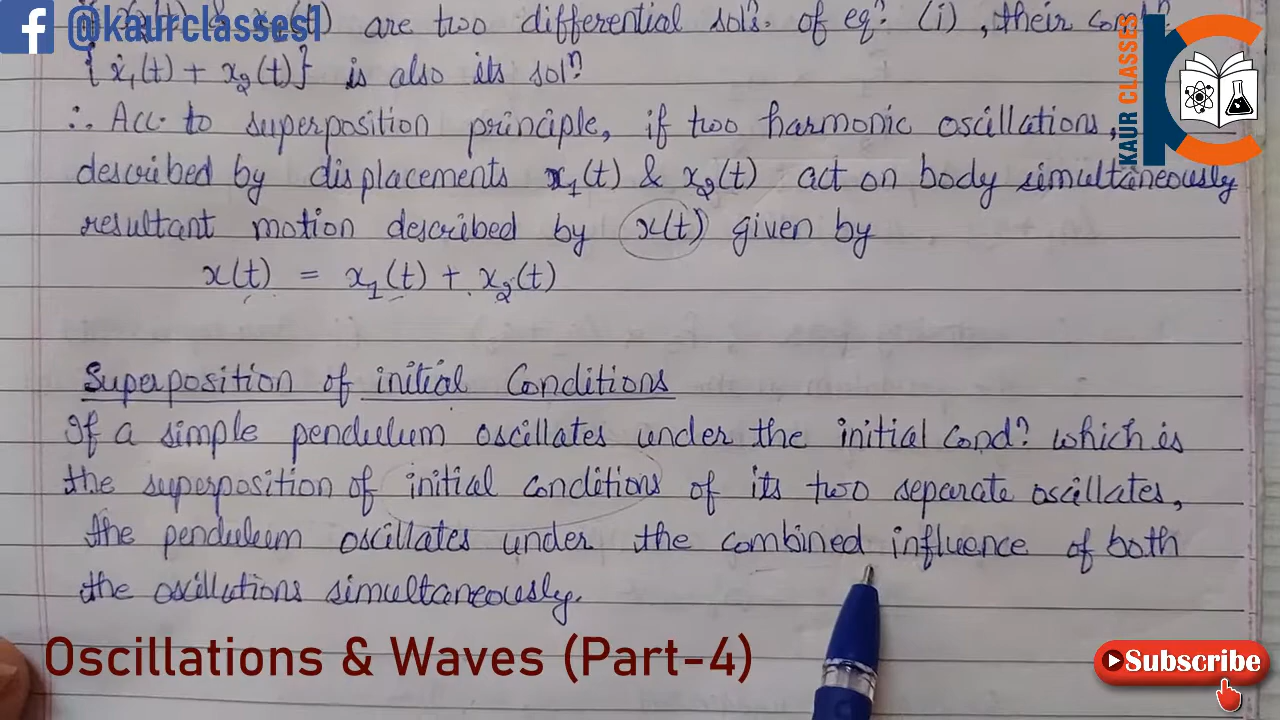 @kaurclasses1
are two differential solⁿ. of eqⁿ (i), their combⁿ
{x₁(t) + x₂(t)} is also its solⁿ
∴ Acc. to superposition principle, if two harmonic oscillations,
described by displacements x₁(t) & x₂(t) act on body simultaneously
resultant motion described by x(t) given by
x(t) = x₁(t) + x₂(t)
Superposition of initial Conditions
If a simple pendulum oscillates under the initial condⁿ which is
the superposition of initial conditions of its two separate oscillates,
the pendulum oscillates under the combined influence of both
the oscillations simultaneously.
Oscillations & Waves (Part-4)
KAUR CLASSES
Subscribe